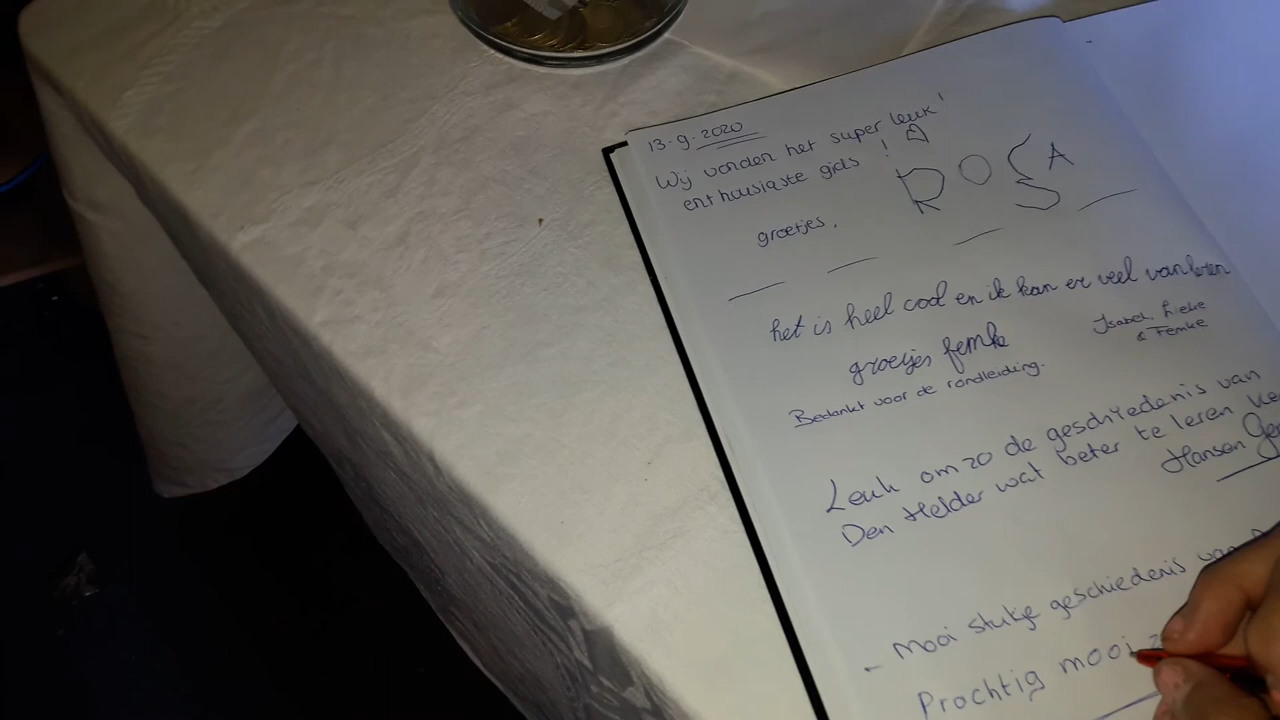 13-9-2020
Wij vonden het super leuk!
enthousiaste gids !
ROSA
groetjes,
het is heel cool en ik kan er veel van leren
groetjes femke
Isabel, Lieke
& Femke
Bedankt voor de rondleiding.
Leuk om zo de geschiedenis van
Den Helder wat beter te leren
Hansen
- Mooi stukje geschiedenis van
Prachtig mooi